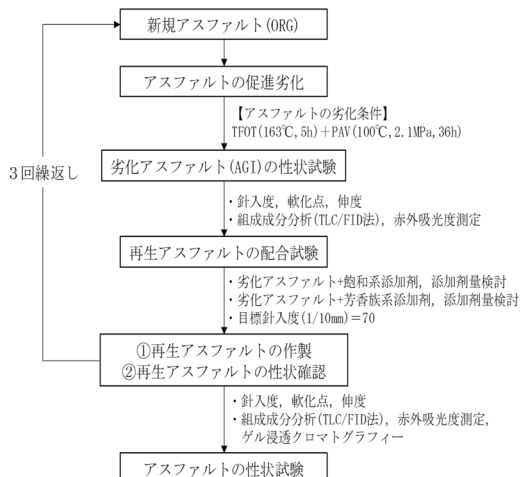 新規アスファルト(ORG)
アスファルトの促進劣化
【アスファルトの劣化条件】
TFOT(163℃,5h)＋PAV(100℃,2.1MPa,36h)
3回繰返し
劣化アスファルト(AGI)の性状試験
・針入度，軟化点，伸度
・組成成分分析(TLC/FID法)，赤外吸光度測定
再生アスファルトの配合試験
・劣化アスファルト+飽和系添加剤，添加剤量検討
・劣化アスファルト+芳香族系添加剤，添加剤量検討
・目標針入度(1/10mm)＝70
①再生アスファルトの作製
②再生アスファルトの性状確認
・針入度，軟化点，伸度
・組成成分分析(TLC/FID法)，赤外吸光度測定，
ゲル浸透クロマトグラフィー
アスファルトの性状試験